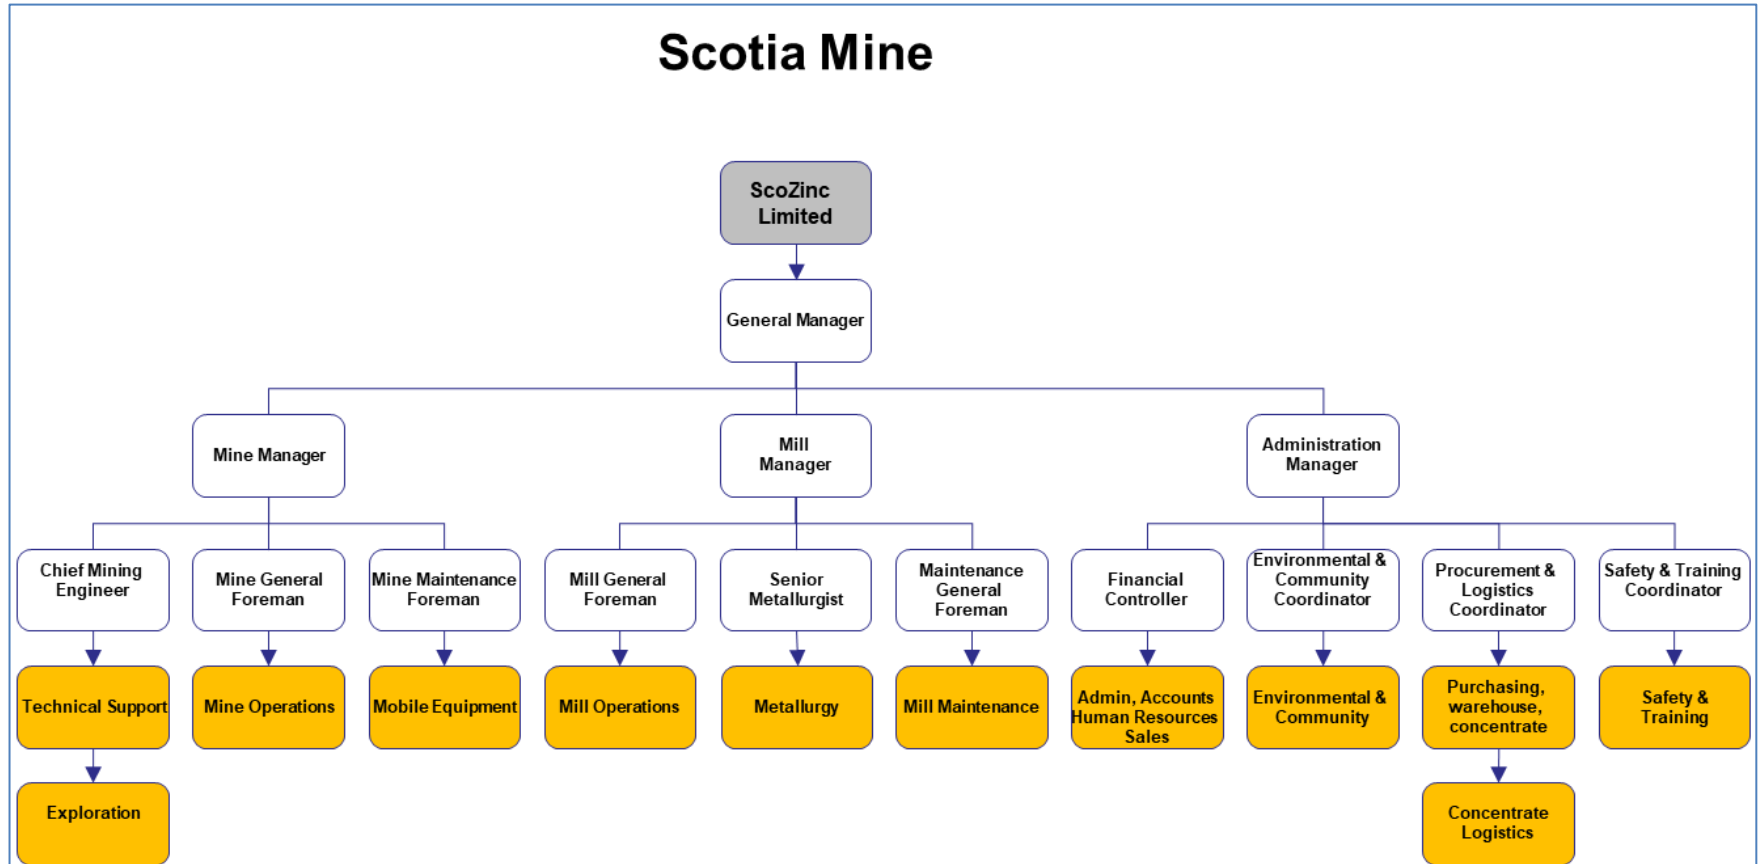 Scotia Mine
ScoZinc
Limited
General Manager
Mine Manager
Mill
Manager
Administration
Manager
Chief Mining
Engineer
Mine General
Foreman
Mine Maintenance
Foreman
Mill General
Foreman
Senior
Metallurgist
Maintenance
General
Foreman
Financial
Controller
Environmental &
Community
Coordinator
Procurement &
Logistics
Coordinator
Safety & Training
Coordinator
Technical Support
Mine Operations
Mobile Equipment
Mill Operations
Metallurgy
Mill Maintenance
Admin, Accounts
Human Resources
Sales
Environmental &
Community
Purchasing,
warehouse,
concentrate
Safety &
Training
Exploration
Concentrate
Logistics